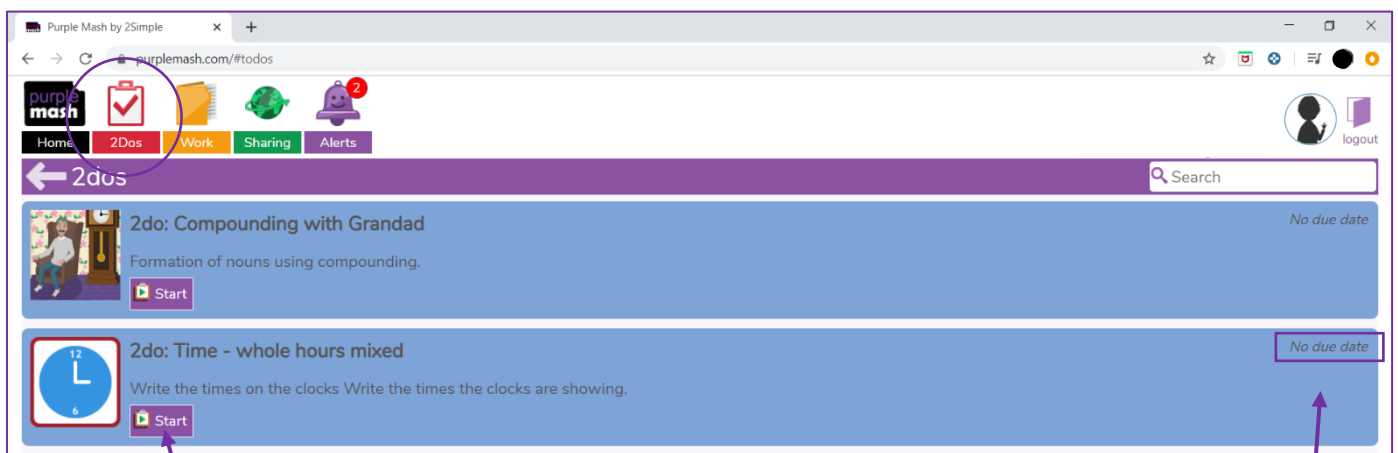 Purple Mash by 2Simple
purplemash.com/#todos
purple
mash
2
Home 2Dos Work Sharing Alerts
logout
2dos
Search
2do: Compounding with Grandad
No due date
Formation of nouns using compounding.
Start
12
6
2do: Time - whole hours mixed
No due date
Write the times on the clocks Write the times the clocks are showing.
Start